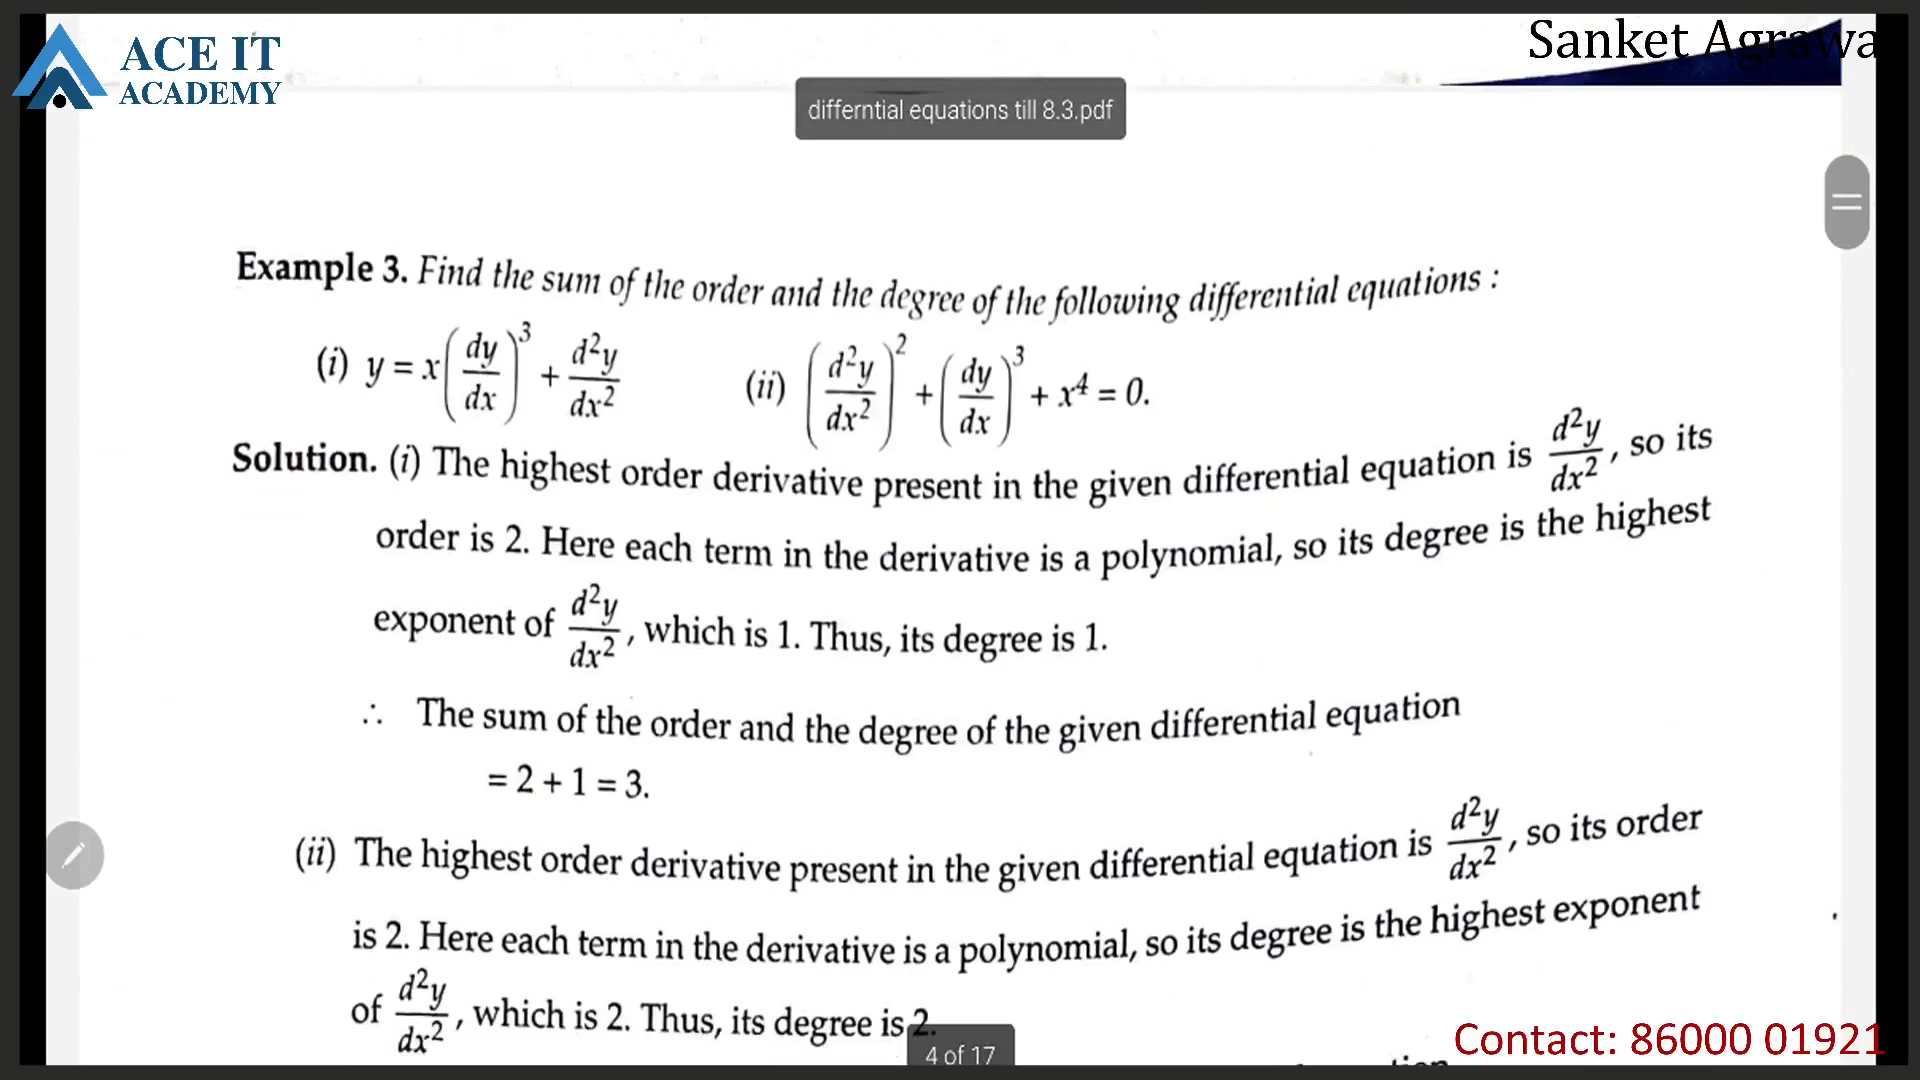 ACE IT
ACADEMY
Sanket Agrawa
differntial equations till 8.3.pdf
Example 3. Find the sum of the order and the degree of the following differential equations :
(i) y = x(dy/dx)³ + d²y/dx² (ii) (d²y/dx²)² + (dy/dx)³ + x⁴ = 0.
Solution. (i) The highest order derivative present in the given differential equation is d²y/dx², so its
order is 2. Here each term in the derivative is a polynomial, so its degree is the highest
exponent of d²y/dx², which is 1. Thus, its degree is 1.
∴ The sum of the order and the degree of the given differential equation
= 2 + 1 = 3.
(ii) The highest order derivative present in the given differential equation is d²y/dx², so its order
is 2. Here each term in the derivative is a polynomial, so its degree is the highest exponent
of d²y/dx², which is 2. Thus, its degree is 2.
4 of 17
Contact: 86000 01921